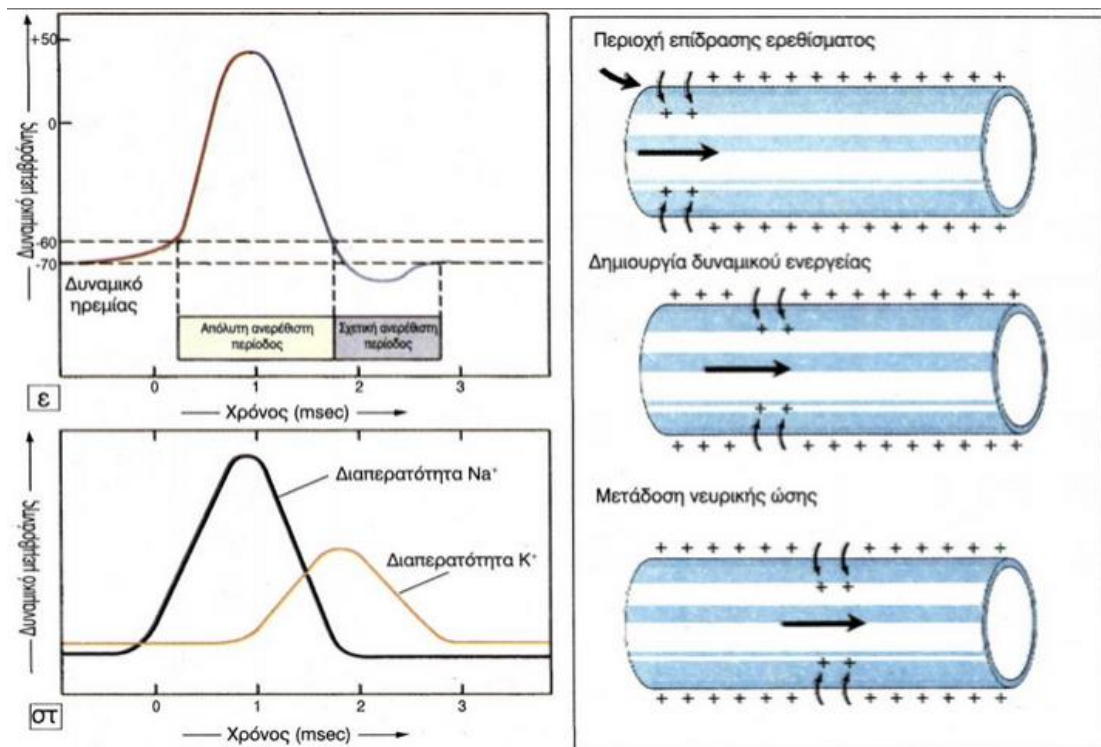 +50
0
-60
-70
Δυναμικό μεμβράνης
Δυναμικό
ηρεμίας
Απόλυτη ανερέθιστη
περίοδος
Σχετική ανερέθιστη
περίοδος
0 1 2 3
Χρόνος (msec)
ε
Δυναμικό μεμβράνης
Διαπερατότητα Na⁺
Διαπερατότητα K⁺
0 1 2 3
Χρόνος (msec)
στ
Περιοχή επίδρασης ερεθίσματος
+ + + + + + + + + + + +
+ +
+ +
+ + + + + + + + + + + +
Δημιουργία δυναμικού ενεργείας
+ + + + + + + + + + + +
+ +
+ +
+ + + + + + + + + + + +
Μετάδοση νευρικής ώσης
+ + + + + + + + + + + +
+ +
+ +
+ + + + + + + + + + + +